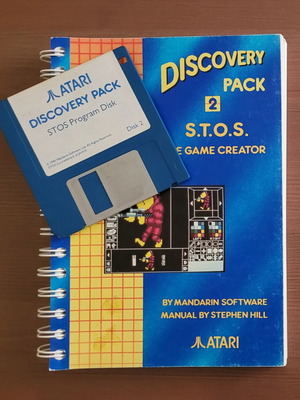 ATARI
DISCOVERY PACK
STOS Program Disk
Disk 2
DISCOVERY
PACK
2
S.T.O.S.
E GAME CREATOR
BY MANDARIN SOFTWARE
MANUAL BY STEPHEN HILL
ATARI